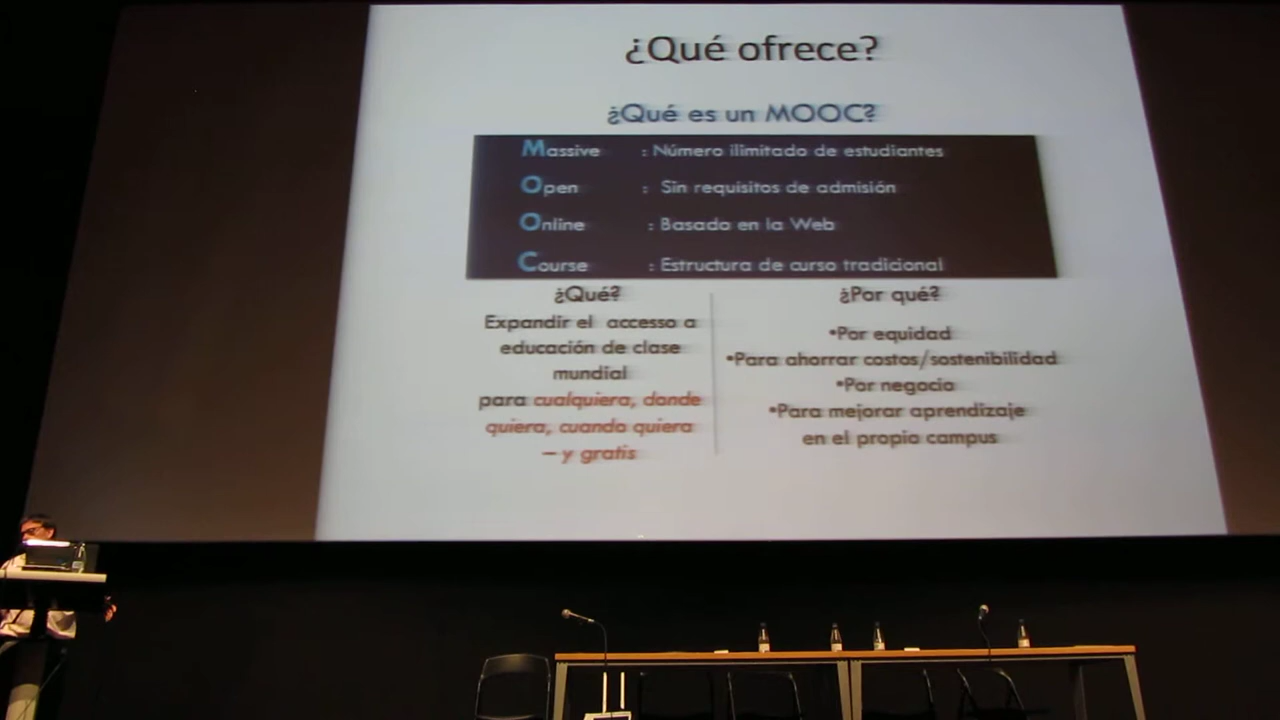 ¿Qué ofrece?
¿Qué es un MOOC?
Massive : Número ilimitado de estudiantes
Open : Sin requisitos de admisión
Online : Basado en la Web
Course : Estructura de curso tradicional
¿Qué?
Expandir el accesso a
educación de clase
mundial
para cualquiera, donde
quiera, cuando quiera
– y gratis
¿Por qué?
•Por equidad
•Para ahorrar costos/sostenibilidad
•Por negocio
•Para mejorar aprendizaje
en el propio campus